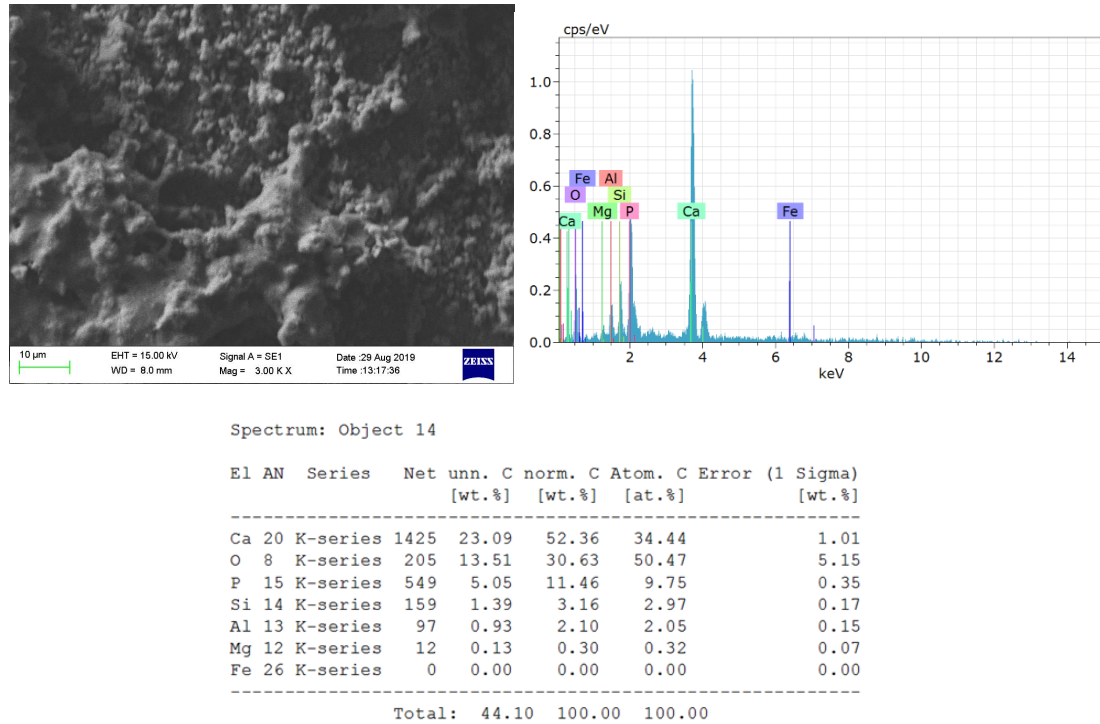 10 µm
EHT = 15.00 kV Signal A = SE1 Date :29 Aug 2019
WD = 8.0 mm Mag = 3.00 K X Time :13:17:36
ZEISS
cps/eV
1.0
0.8
0.6
0.4
0.2
0.0
Fe Al
O Si
Ca Mg P Ca Fe
2 4 6 8 10 12 14
keV
Spectrum: Object 14
El AN Series Net unn. C norm. C Atom. C Error (1 Sigma)
[wt.%] [wt.%] [at.%] [wt.%]
Ca 20 K-series 1425 23.09 52.36 34.44 1.01
O 8 K-series 205 13.51 30.63 50.47 5.15
P 15 K-series 549 5.05 11.46 9.75 0.35
Si 14 K-series 159 1.39 3.16 2.97 0.17
Al 13 K-series 97 0.93 2.10 2.05 0.15
Mg 12 K-series 12 0.13 0.30 0.32 0.07
Fe 26 K-series 0 0.00 0.00 0.00 0.00
Total: 44.10 100.00 100.00